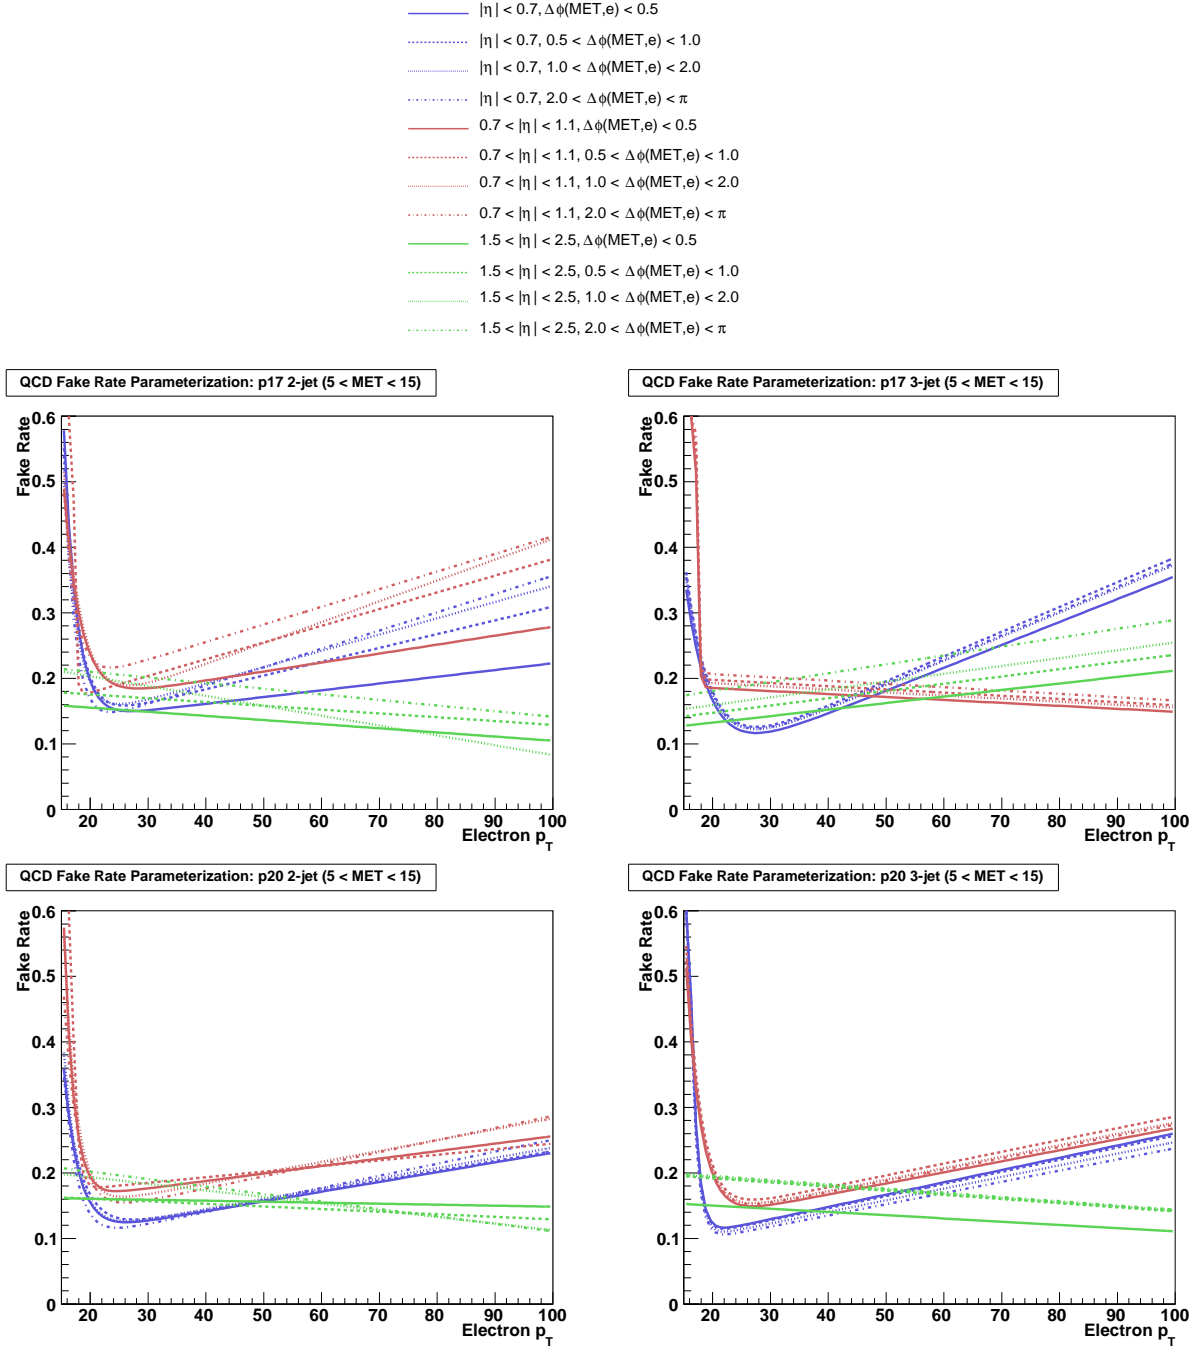 |η| < 0.7, Δφ(MET,e) < 0.5
|η| < 0.7, 0.5 < Δφ(MET,e) < 1.0
|η| < 0.7, 1.0 < Δφ(MET,e) < 2.0
|η| < 0.7, 2.0 < Δφ(MET,e) < π
0.7 < |η| < 1.1, Δφ(MET,e) < 0.5
0.7 < |η| < 1.1, 0.5 < Δφ(MET,e) < 1.0
0.7 < |η| < 1.1, 1.0 < Δφ(MET,e) < 2.0
0.7 < |η| < 1.1, 2.0 < Δφ(MET,e) < π
1.5 < |η| < 2.5, Δφ(MET,e) < 0.5
1.5 < |η| < 2.5, 0.5 < Δφ(MET,e) < 1.0
1.5 < |η| < 2.5, 1.0 < Δφ(MET,e) < 2.0
1.5 < |η| < 2.5, 2.0 < Δφ(MET,e) < π
QCD Fake Rate Parameterization: p17 2-jet (5 < MET < 15)
Fake Rate
0.6
0.5
0.4
0.3
0.2
0.1
0
20 30 40 50 60 70 80 90 100
Electron p_T
QCD Fake Rate Parameterization: p17 3-jet (5 < MET < 15)
Fake Rate
0.6
0.5
0.4
0.3
0.2
0.1
0
20 30 40 50 60 70 80 90 100
Electron p_T
QCD Fake Rate Parameterization: p20 2-jet (5 < MET < 15)
Fake Rate
0.6
0.5
0.4
0.3
0.2
0.1
0
20 30 40 50 60 70 80 90 100
Electron p_T
QCD Fake Rate Parameterization: p20 3-jet (5 < MET < 15)
Fake Rate
0.6
0.5
0.4
0.3
0.2
0.1
0
20 30 40 50 60 70 80 90 100
Electron p_T